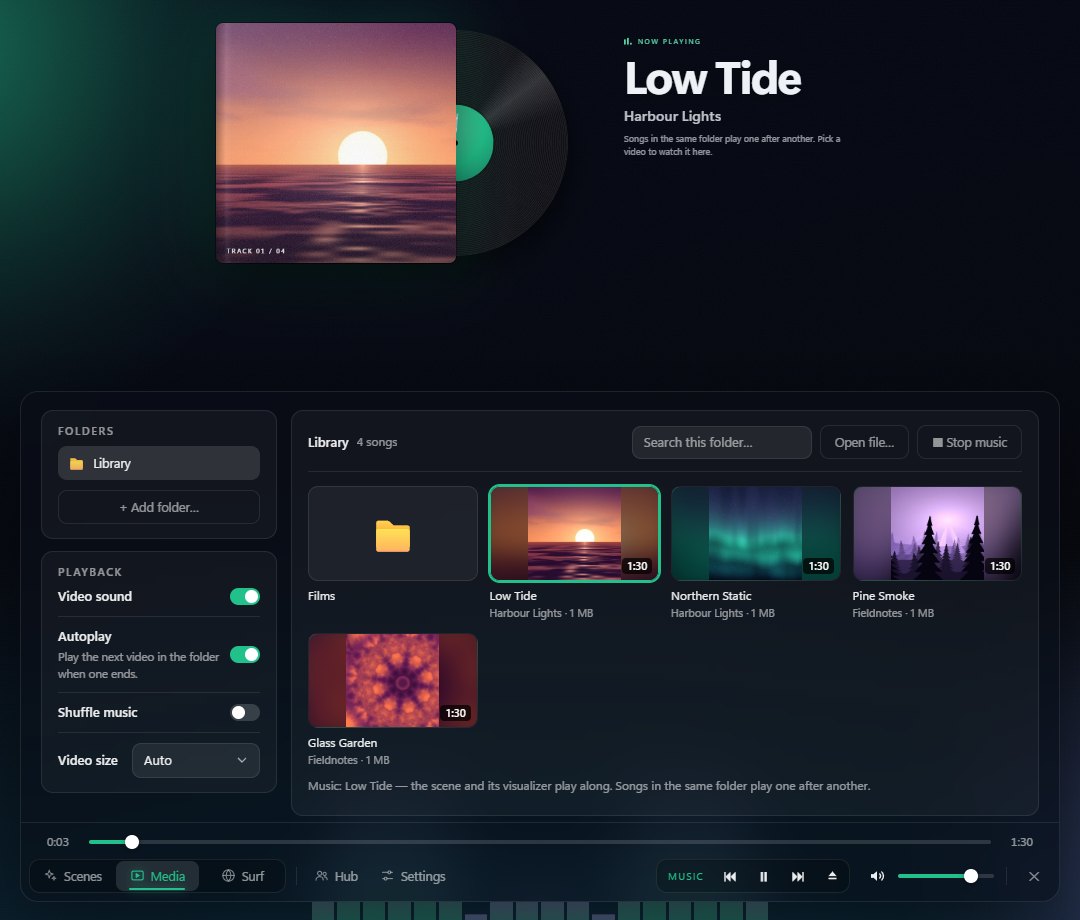 NOW PLAYING
Low Tide
Harbour Lights
Songs in the same folder play one after another. Pick a
video to watch it here.
TRACK 01 / 04
FOLDERS
Library
+ Add folder...
PLAYBACK
Video sound
Autoplay
Play the next video in the folder
when one ends.
Shuffle music
Video size
Auto
Library 4 songs
Search this folder...
Open file...
Stop music
1:30
1:30
1:30
Films
Low Tide
Northern Static
Pine Smoke
Harbour Lights · 1 MB
Harbour Lights · 1 MB
Fieldnotes · 1 MB
1:30
Glass Garden
Fieldnotes · 1 MB
Music: Low Tide — the scene and its visualizer play along. Songs in the same folder play one after another.
0:03
1:30
Scenes
Media
Surf
Hub
Settings
MUSIC